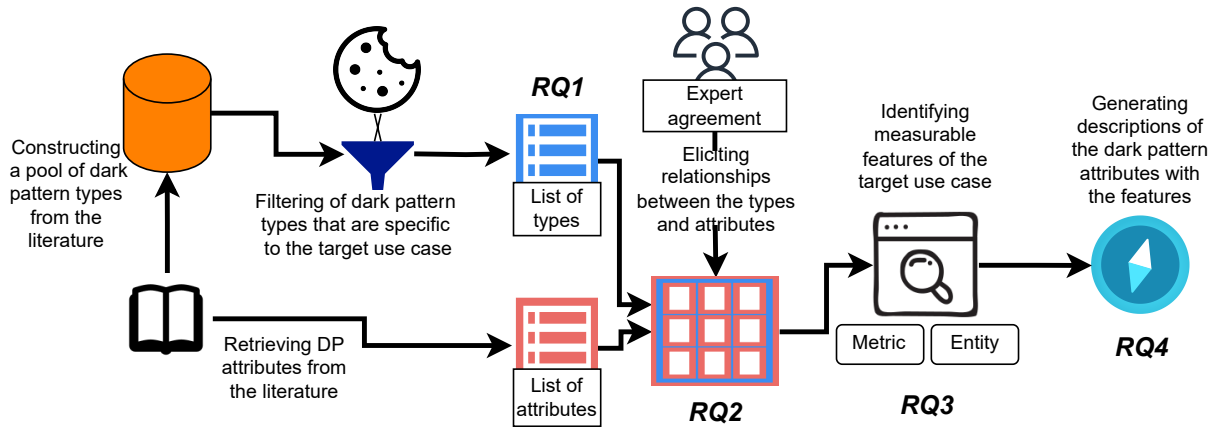 Constructing
a pool of dark
pattern types
from the
literature
Filtering of dark pattern
types that are specific
to the target use case
Retrieving DP
attributes from
the literature
RQ1
List of
types
List of
attributes
Expert
agreement
Eliciting
relationships
between the types
and attributes
RQ2
Identifying
measurable
features of the
target use case
Metric
Entity
RQ3
Generating
descriptions of
the dark pattern
attributes with
the features
RQ4